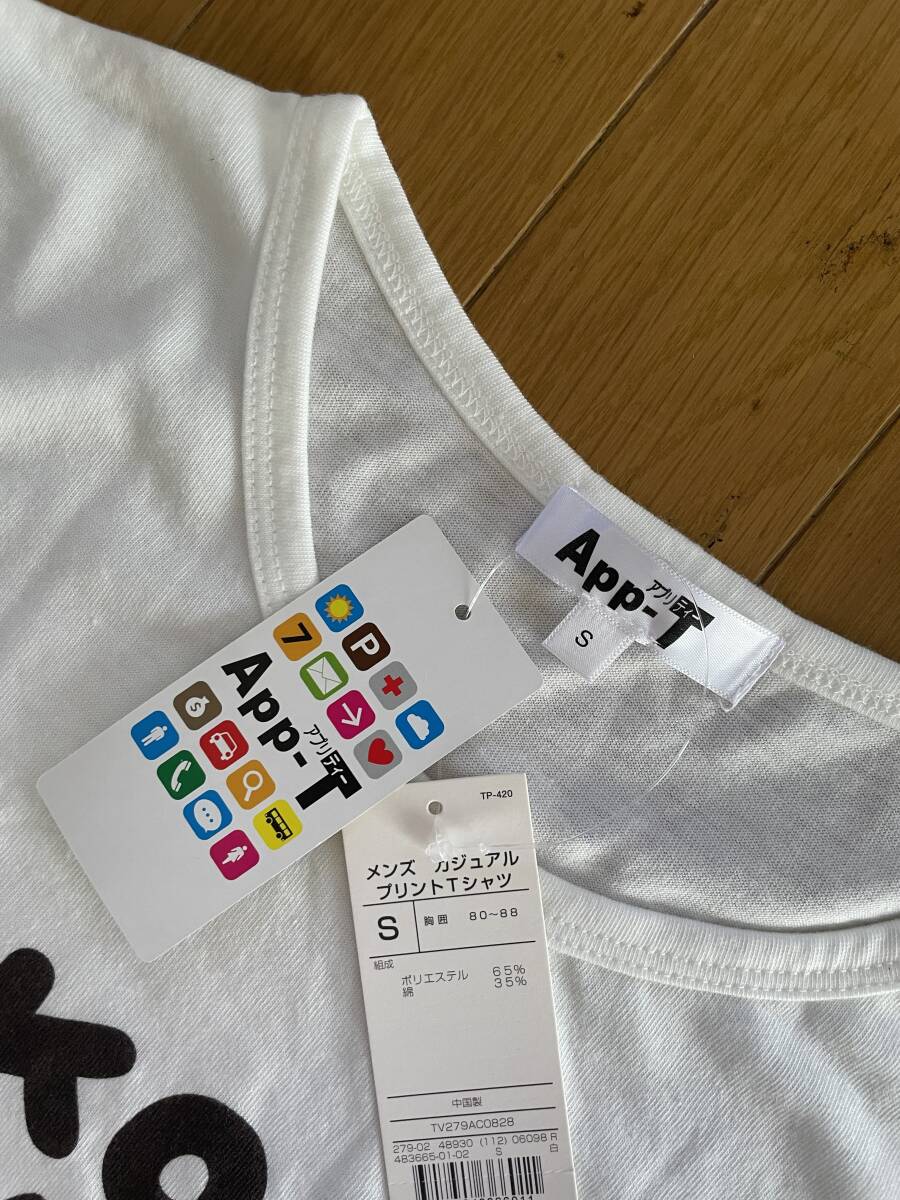 App-T
アプリティー
S
7
P
App-T
アプリティー
TP-420
メンズ カジュアル
プリントTシャツ
S 胸囲 80〜88
組成
ポリエステル 65%
綿 35%
中国製
TV279AC0828
279-02 48930 (112) 06098 R
483665-01-02 S 白